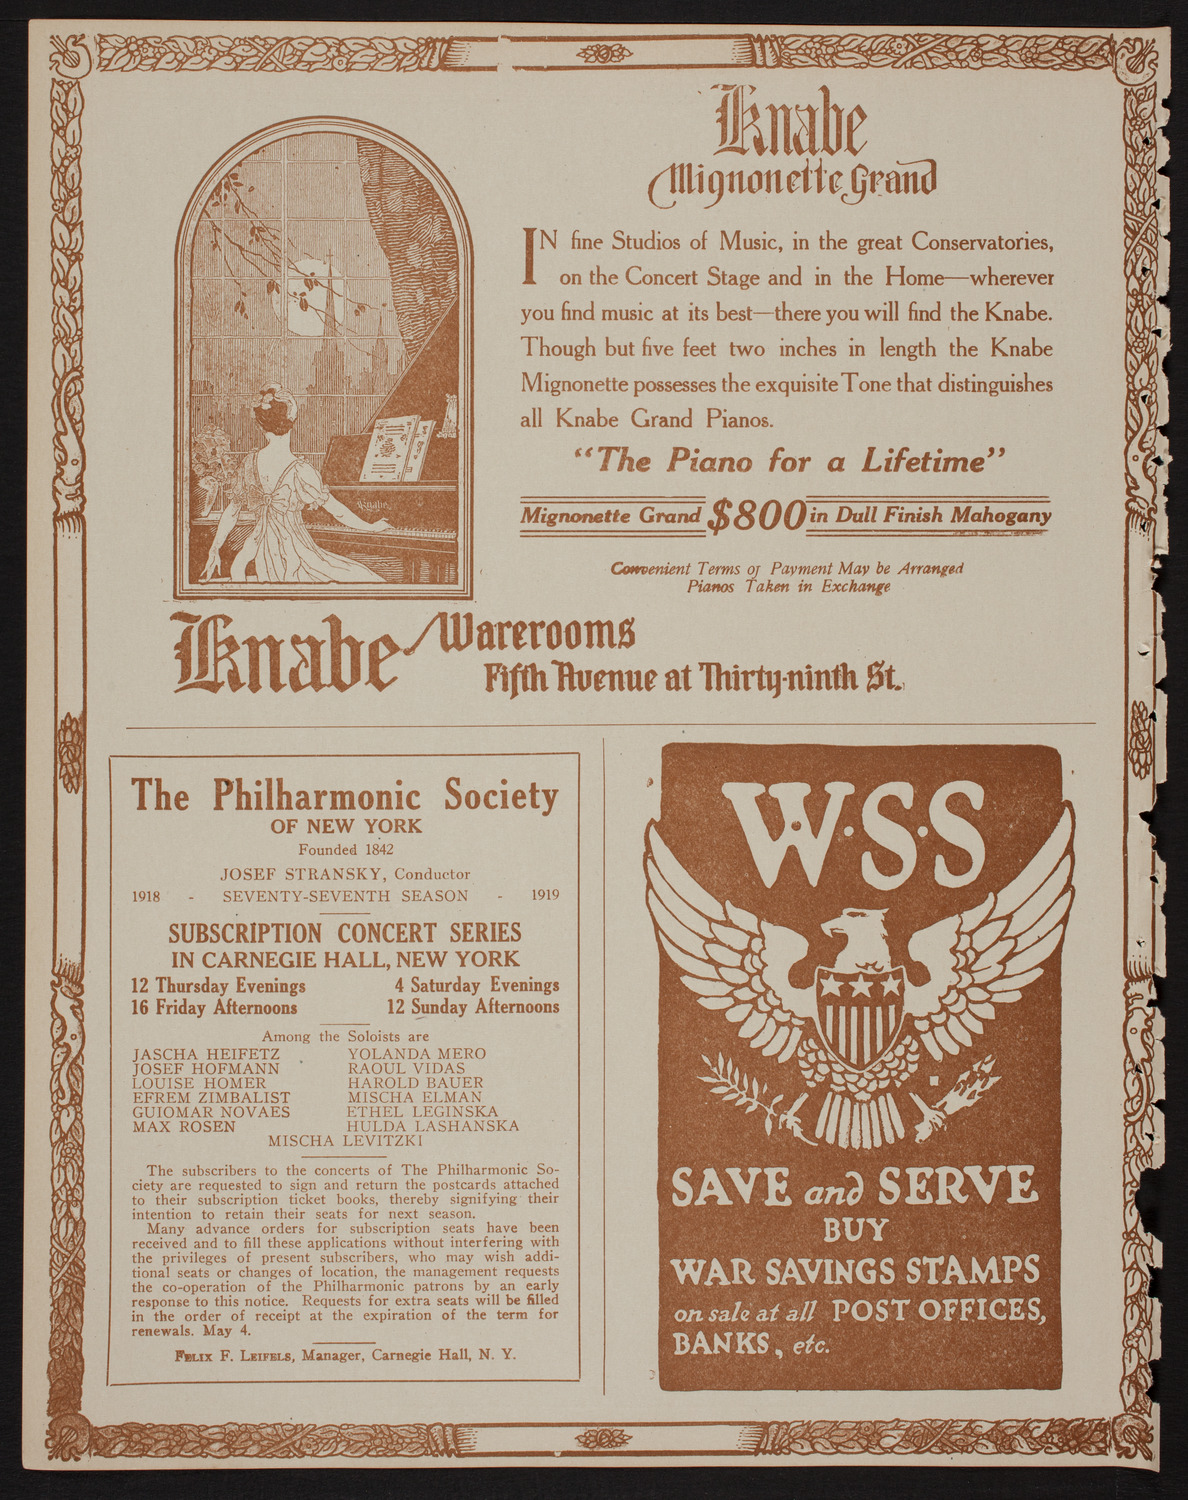 Knabe
Mignonette Grand
IN fine Studios of Music, in the great Conservatories,
on the Concert Stage and in the Home—wherever
you find music at its best—there you will find the Knabe.
Though but five feet two inches in length the Knabe
Mignonette possesses the exquisite Tone that distinguishes
all Knabe Grand Pianos.
"The Piano for a Lifetime"
Mignonette Grand $800 in Dull Finish Mahogany
Convenient Terms of Payment May be Arranged
Pianos Taken in Exchange
Knabe
Knabe Warerooms
Fifth Avenue at Thirty-ninth St.
The Philharmonic Society
OF NEW YORK
Founded 1842
JOSEF STRANSKY, Conductor
1918 - SEVENTY-SEVENTH SEASON - 1919
SUBSCRIPTION CONCERT SERIES
IN CARNEGIE HALL, NEW YORK
12 Thursday Evenings 4 Saturday Evenings
16 Friday Afternoons 12 Sunday Afternoons
Among the Soloists are
JASCHA HEIFETZ YOLANDA MERO
JOSEF HOFMANN RAOUL VIDAS
LOUISE HOMER HAROLD BAUER
EFREM ZIMBALIST MISCHA ELMAN
GUIOMAR NOVAES ETHEL LEGINSKA
MAX ROSEN HULDA LASHANSKA
MISCHA LEVITZKI
The subscribers to the concerts of The Philharmonic So-
ciety are requested to sign and return the postcards attached
to their subscription ticket books, thereby signifying their
intention to retain their seats for next season.
Many advance orders for subscription seats have been
received and to fill these applications without interfering with
the privileges of present subscribers, who may wish addi-
tional seats or changes of location, the management requests
the co-operation of the Philharmonic patrons by an early
response to this notice. Requests for extra seats will be filled
in the order of receipt at the expiration of the term for
renewals. May 4.
FELIX F. LEIFELS, Manager, Carnegie Hall, N. Y.
W·S·S
SAVE and SERVE
BUY
WAR SAVINGS STAMPS
on sale at all POST OFFICES,
BANKS, etc.